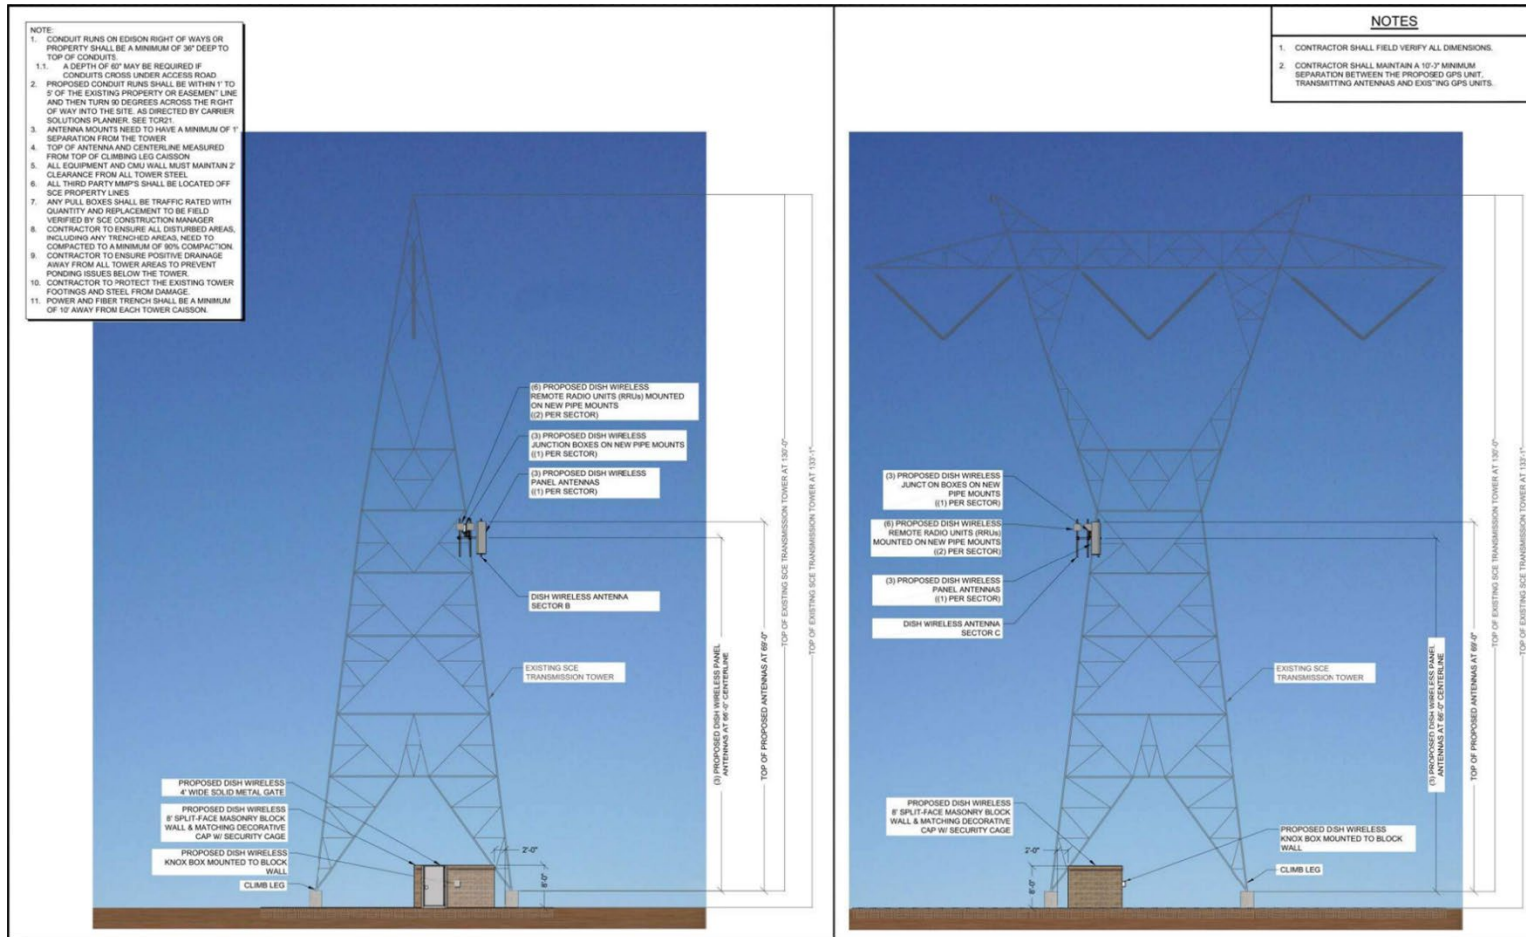 NOTE:
1. CONDUIT RUNS ON EDISON RIGHT OF WAYS OR
PROPERTY SHALL BE A MINIMUM OF 36" DEEP TO
TOP OF CONDUITS.
1.1. A DEPTH OF 60" MAY BE REQUIRED IF
CONDUITS CROSS UNDER ACCESS ROAD
2. PROPOSED CONDUIT RUNS SHALL BE WITHIN 1' TO
5' OF THE EXISTING PROPERTY OR EASEMENT LINE
AND THEN TURN 90 DEGREES ACROSS THE RIGHT
OF WAY INTO THE SITE. AS DIRECTED BY CARRIER
SOLUTIONS PLANNER. SEE TCR21.
3. ANTENNA MOUNTS NEED TO HAVE A MINIMUM OF 1'
SEPARATION FROM THE TOWER
4. TOP OF ANTENNA AND CENTERLINE MEASURED
FROM TOP OF CLIMBING LEG CAISSON
5. ALL EQUIPMENT AND CMU WALL MUST MAINTAIN 2'
CLEARANCE FROM ALL TOWER STEEL
6. ALL THIRD PARTY MMP'S SHALL BE LOCATED OFF
SCE PROPERTY LINES
7. ANY PULL BOXES SHALL BE TRAFFIC RATED WITH
QUANTITY AND REPLACEMENT TO BE FIELD
VERIFIED BY SCE CONSTRUCTION MANAGER
8. CONTRACTOR TO ENSURE ALL DISTURBED AREAS,
INCLUDING ANY TRENCHED AREAS, NEED TO
COMPACTED TO A MINIMUM OF 90% COMPACTION.
9. CONTRACTOR TO ENSURE POSITIVE DRAINAGE
AWAY FROM ALL TOWER AREAS TO PREVENT
PONDING ISSUES BELOW THE TOWER.
10. CONTRACTOR TO PROTECT THE EXISTING TOWER
FOOTINGS AND STEEL FROM DAMAGE.
11. POWER AND FIBER TRENCH SHALL BE A MINIMUM
OF 10' AWAY FROM EACH TOWER CAISSON.
(6) PROPOSED DISH WIRELESS
REMOTE RADIO UNITS (RRUs) MOUNTED
ON NEW PIPE MOUNTS
((2) PER SECTOR)
(3) PROPOSED DISH WIRELESS
JUNCTION BOXES ON NEW PIPE MOUNTS
((1) PER SECTOR)
(3) PROPOSED DISH WIRELESS
PANEL ANTENNAS
((1) PER SECTOR)
DISH WIRELESS ANTENNA
SECTOR B
EXISTING SCE
TRANSMISSION TOWER
PROPOSED DISH WIRELESS
4' WIDE SOLID METAL GATE
PROPOSED DISH WIRELESS
8' SPLIT-FACE MASONRY BLOCK
WALL & MATCHING DECORATIVE
CAP W/ SECURITY CAGE
PROPOSED DISH WIRELESS
KNOX BOX MOUNTED TO BLOCK
WALL
CLIMB LEG
2'-0"
8'-0"
(3) PROPOSED DISH WIRELESS PANEL
ANTENNAS AT 66'-0" CENTERLINE
TOP OF PROPOSED ANTENNAS AT 69'-0"
TOP OF EXISTING SCE TRANSMISSION TOWER AT 130'-0"
TOP OF EXISTING SCE TRANSMISSION TOWER AT 133'-1"
NOTES
1. CONTRACTOR SHALL FIELD VERIFY ALL DIMENSIONS.
2. CONTRACTOR SHALL MAINTAIN A 10'-3" MINIMUM
SEPARATION BETWEEN THE PROPOSED GPS UNIT,
TRANSMITTING ANTENNAS AND EXISTING GPS UNITS.
(3) PROPOSED DISH WIRELESS
JUNCTION BOXES ON NEW
PIPE MOUNTS
((1) PER SECTOR)
(6) PROPOSED DISH WIRELESS
REMOTE RADIO UNITS (RRUs)
MOUNTED ON NEW PIPE MOUNTS
((2) PER SECTOR)
(3) PROPOSED DISH WIRELESS
PANEL ANTENNAS
((1) PER SECTOR)
DISH WIRELESS ANTENNA
SECTOR C
EXISTING SCE
TRANSMISSION TOWER
PROPOSED DISH WIRELESS
8' SPLIT-FACE MASONRY BLOCK
WALL & MATCHING DECORATIVE
CAP W/ SECURITY CAGE
PROPOSED DISH WIRELESS
KNOX BOX MOUNTED TO BLOCK
WALL
CLIMB LEG
2'-0"
8'-0"
(3) PROPOSED DISH WIRELESS PANEL
ANTENNAS AT 66'-0" CENTERLINE
TOP OF PROPOSED ANTENNAS AT 69'-0"
TOP OF EXISTING SCE TRANSMISSION TOWER AT 130'-0"
TOP OF EXISTING SCE TRANSMISSION TOWER AT 133'-1"